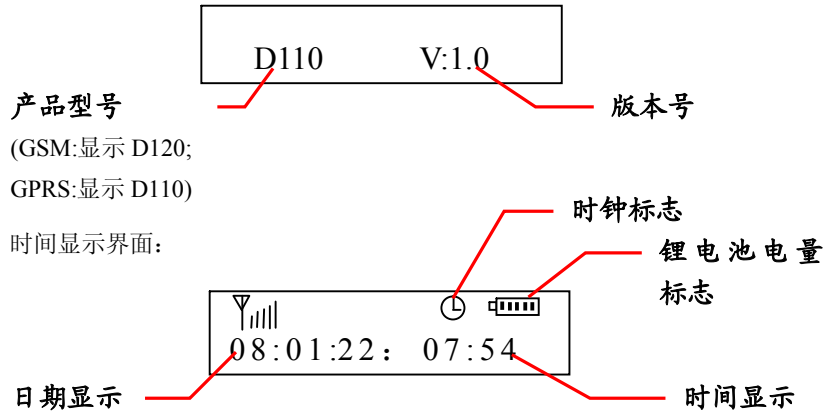 D110 V:1.0
产品型号
版本号
(GSM:显示 D120;
GPRS:显示 D110)
时钟标志
时间显示界面：
锂电池电量
标志
08:01:22： 07:54
日期显示
时间显示